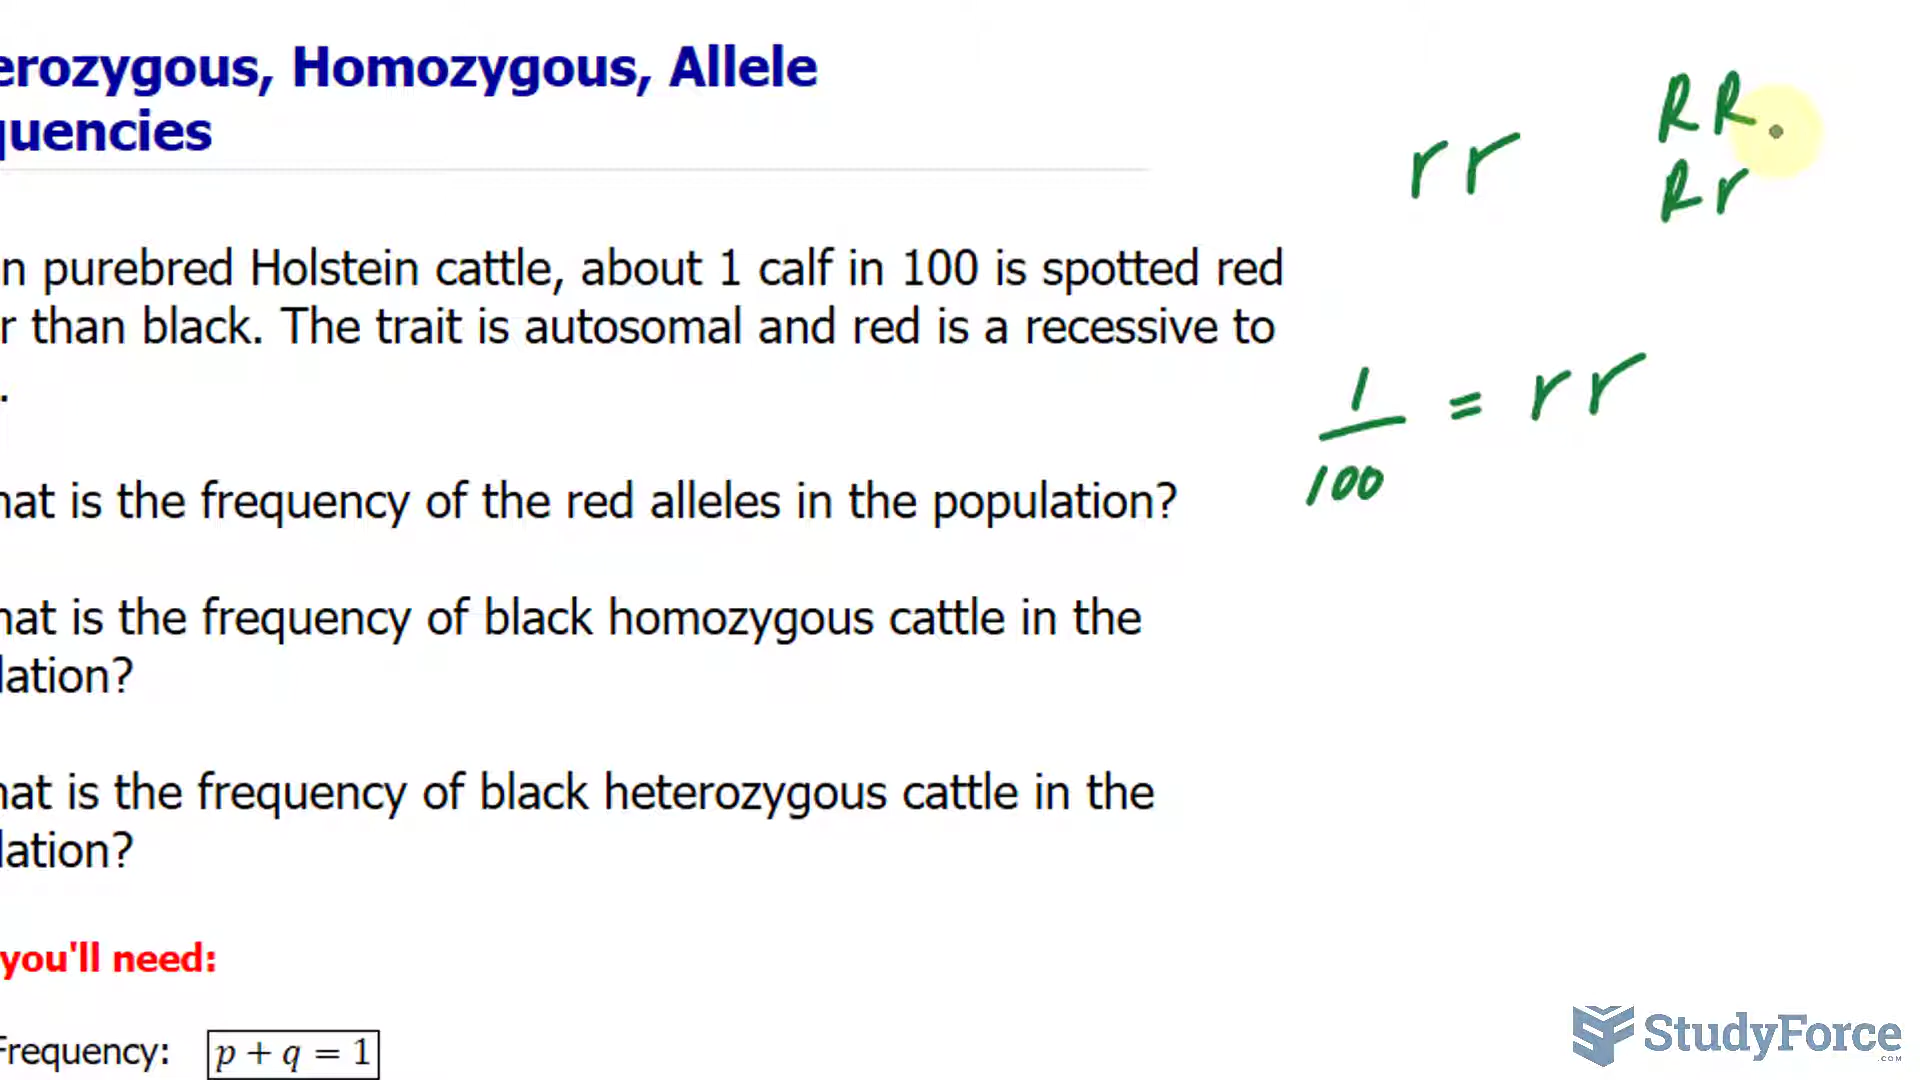 erozygous, Homozygous, Allele
quencies
rr
RR
Rr
n purebred Holstein cattle, about 1 calf in 100 is spotted red
r than black. The trait is autosomal and red is a recessive to
.
1/100 = rr
hat is the frequency of the red alleles in the population?
hat is the frequency of black homozygous cattle in the
lation?
hat is the frequency of black heterozygous cattle in the
lation?
you'll need:
Frequency: p + q = 1
StudyForce
.COM